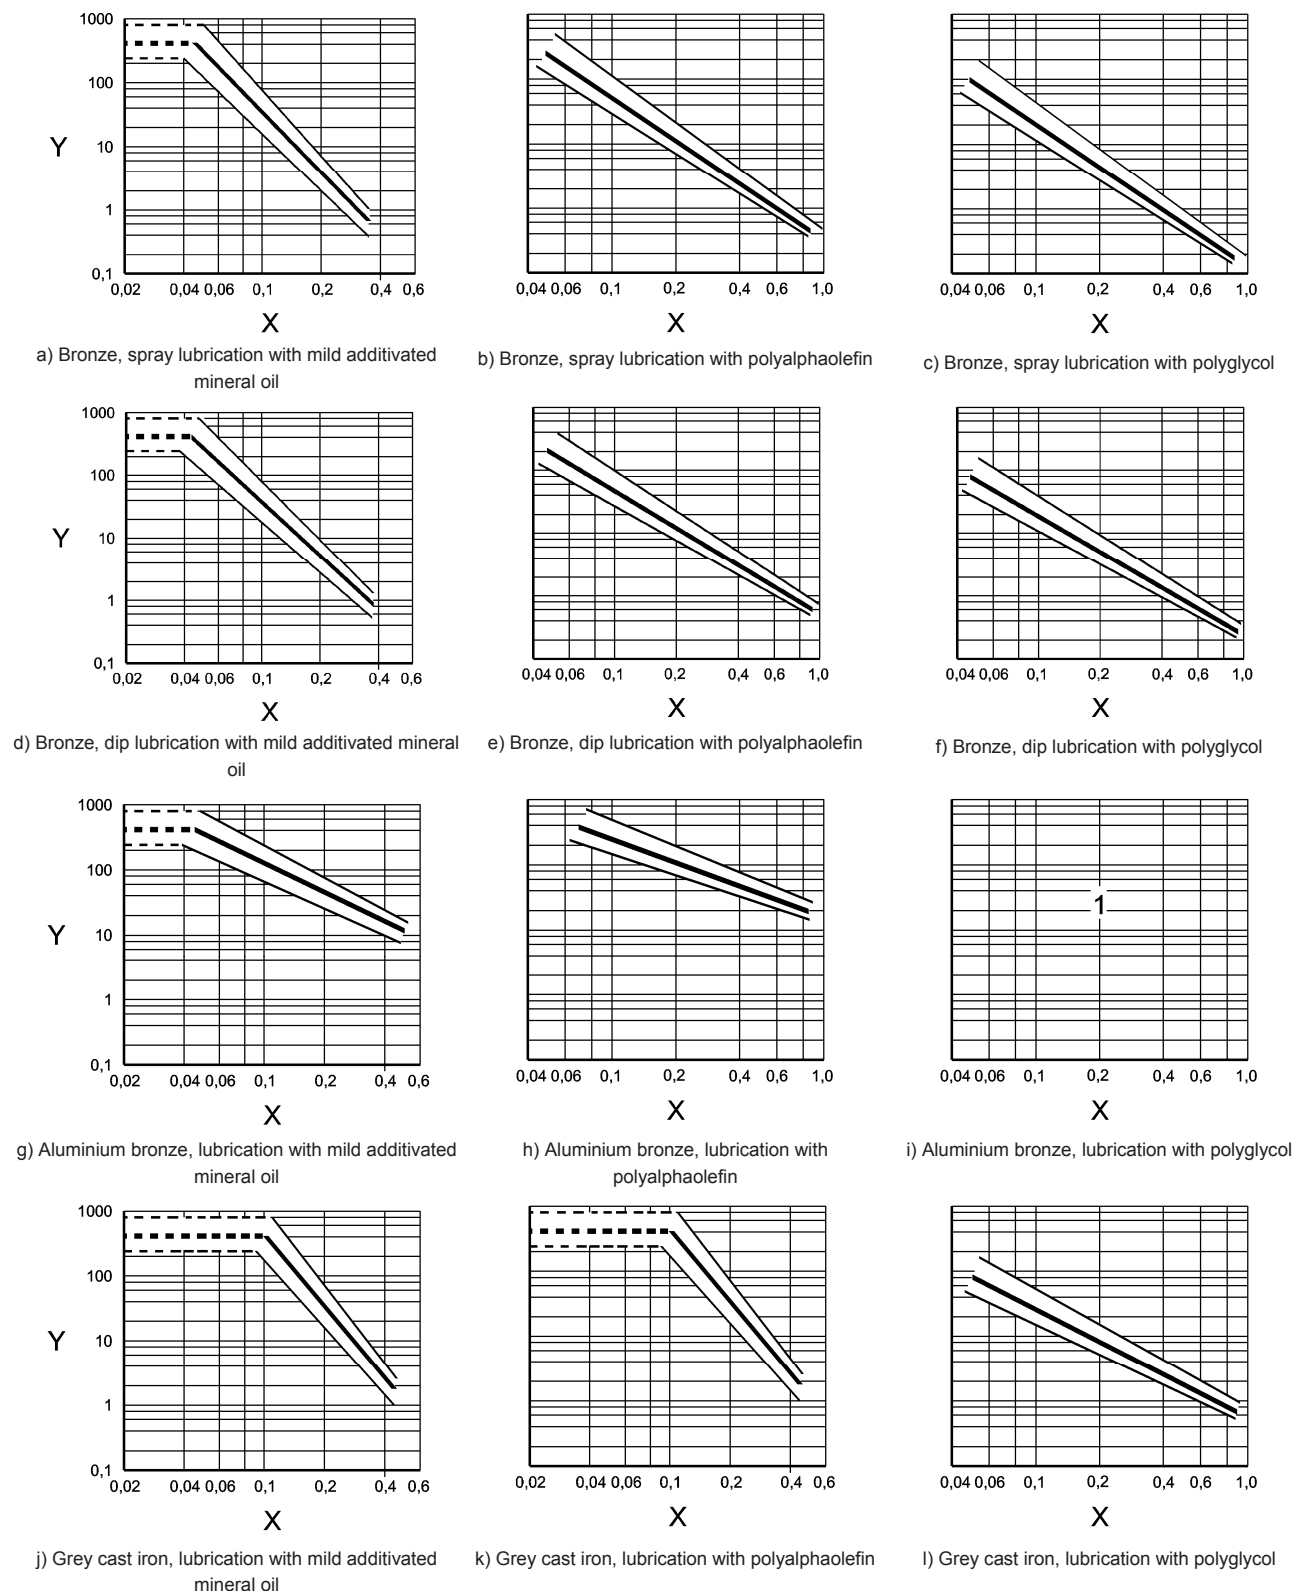 1000
100
10
1
0,1
Y
0,02 0,04 0,06 0,1 0,2 0,4 0,6
X
a) Bronze, spray lubrication with mild additivated
mineral oil
0,04 0,06 0,1 0,2 0,4 0,6 1,0
X
b) Bronze, spray lubrication with polyalphaolefin
0,04 0,06 0,1 0,2 0,4 0,6 1,0
X
c) Bronze, spray lubrication with polyglycol
1000
100
10
1
0,1
Y
0,02 0,04 0,06 0,1 0,2 0,4 0,6
X
d) Bronze, dip lubrication with mild additivated mineral
oil
0,04 0,06 0,1 0,2 0,4 0,6 1,0
X
e) Bronze, dip lubrication with polyalphaolefin
0,04 0,06 0,1 0,2 0,4 0,6 1,0
X
f) Bronze, dip lubrication with polyglycol
1000
100
10
1
0,1
Y
0,02 0,04 0,06 0,1 0,2 0,4 0,6
X
g) Aluminium bronze, lubrication with mild additivated
mineral oil
0,04 0,06 0,1 0,2 0,4 0,6 1,0
X
h) Aluminium bronze, lubrication with
polyalphaolefin
1
0,04 0,06 0,1 0,2 0,4 0,6 1,0
X
i) Aluminium bronze, lubrication with polyglycol
1000
100
10
1
0,1
Y
0,02 0,04 0,06 0,1 0,2 0,4 0,6
X
j) Grey cast iron, lubrication with mild additivated
mineral oil
0,02 0,04 0,06 0,1 0,2 0,4 0,6
X
k) Grey cast iron, lubrication with polyalphaolefin
0,04 0,06 0,1 0,2 0,4 0,6 1,0
X
l) Grey cast iron, lubrication with polyglycol